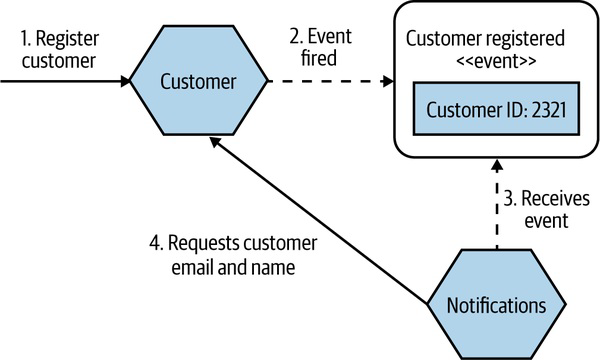 1. Register
customer
Customer
2. Event
fired
Customer registered
<<event>>
Customer ID: 2321
3. Receives
event
4. Requests customer
email and name
Notifications